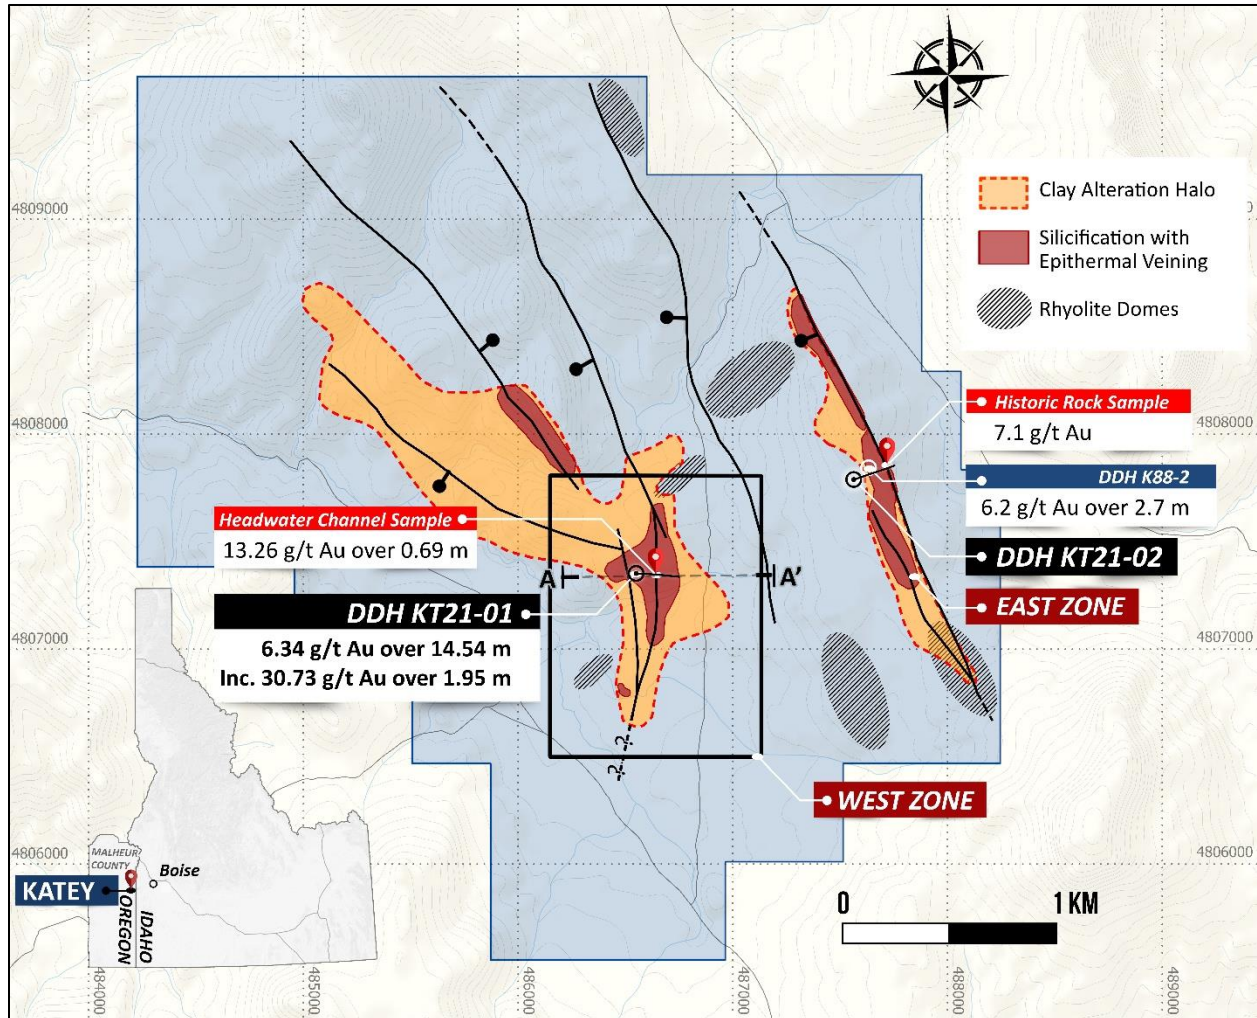 4809000
09000
Clay Alteration Halo
Silicification with
Epithermal Veining
Rhyolite Domes
4808000
08000
Historic Rock Sample
7.1 g/t Au
DDH K88-2
6.2 g/t Au over 2.7 m
DDH KT21-02
EAST ZONE
Headwater Channel Sample
13.26 g/t Au over 0.69 m
A
A'
DDH KT21-01
6.34 g/t Au over 14.54 m
Inc. 30.73 g/t Au over 1.95 m
4807000
4807000
?
?
WEST ZONE
4806000
4806000
MALHEUR
COUNTY
Boise
KATEY
OREGON
IDAHO
0
1 KM
484000
485000
486000
487000
488000
489000